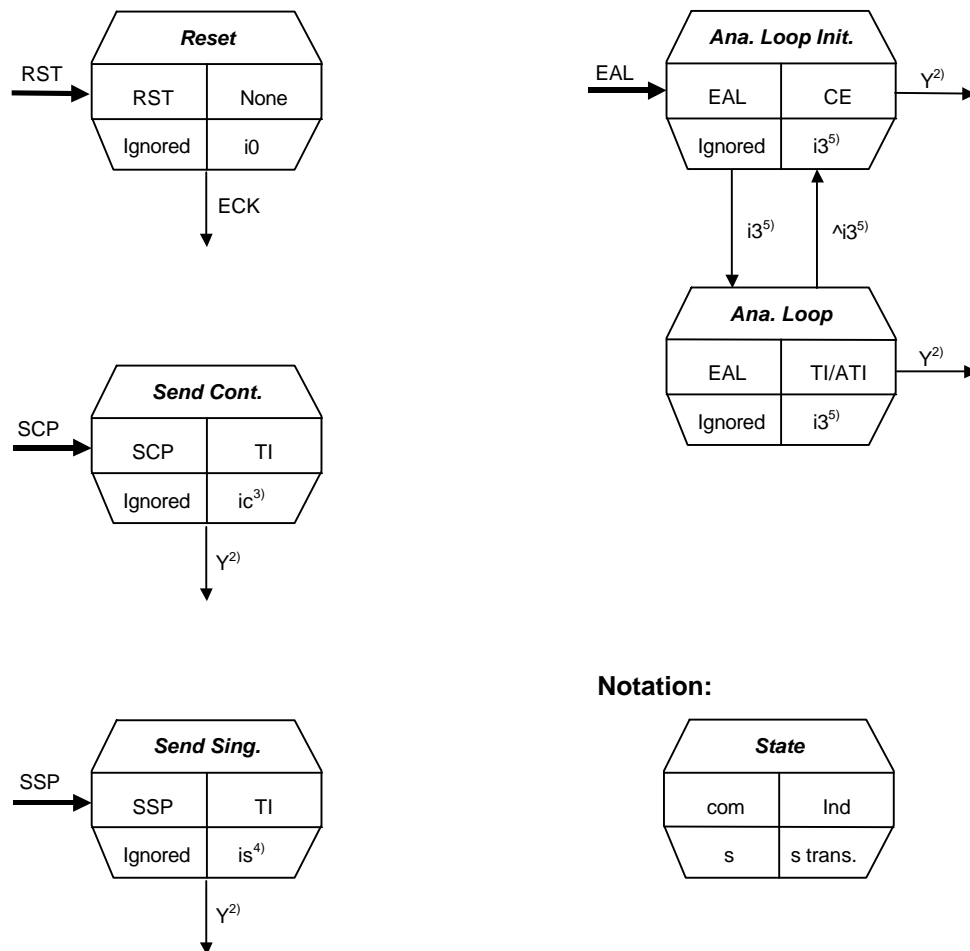 Reset
RST
RST None
Ignored i0
ECK
Ana. Loop Init.
EAL
EAL CE
Y2)
Ignored i35)
i35) ^i35)
Ana. Loop
EAL TI/ATI
Y2)
Ignored i35)
Send Cont.
SCP
SCP TI
Ignored ic3)
Y2)
Send Sing.
SSP
SSP TI
Ignored is4)
Y2)
Notation:
State
com Ind
s s trans.